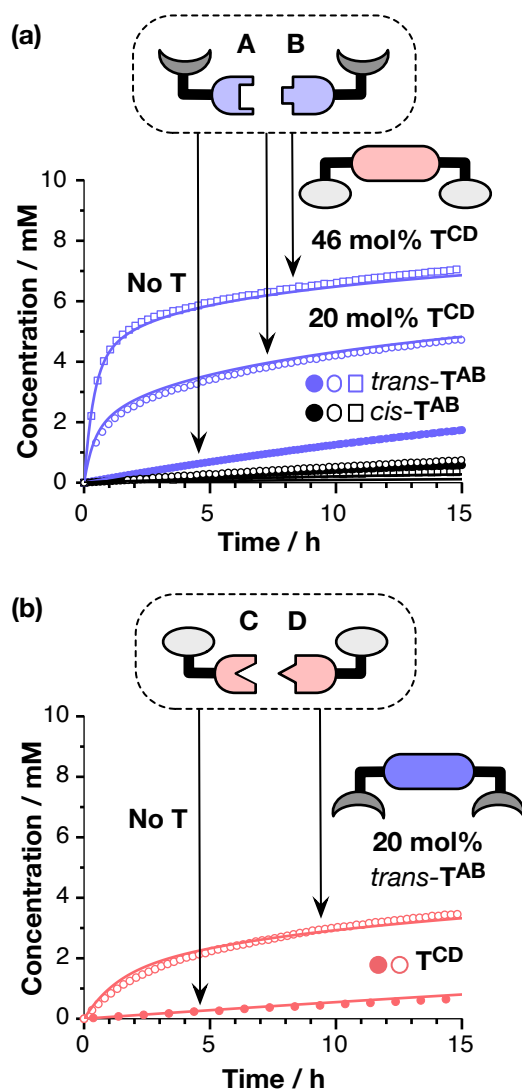 (a)
A B
10
46 mol% T^CD
8
No T
6
20 mol% T^CD
4
trans-T^AB
2
cis-T^AB
0
0 5 10 15
Concentration / mM
Time / h
(b)
C D
10
8
No T
6
20 mol%
trans-T^AB
4
2
T^CD
0
0 5 10 15
Concentration / mM
Time / h